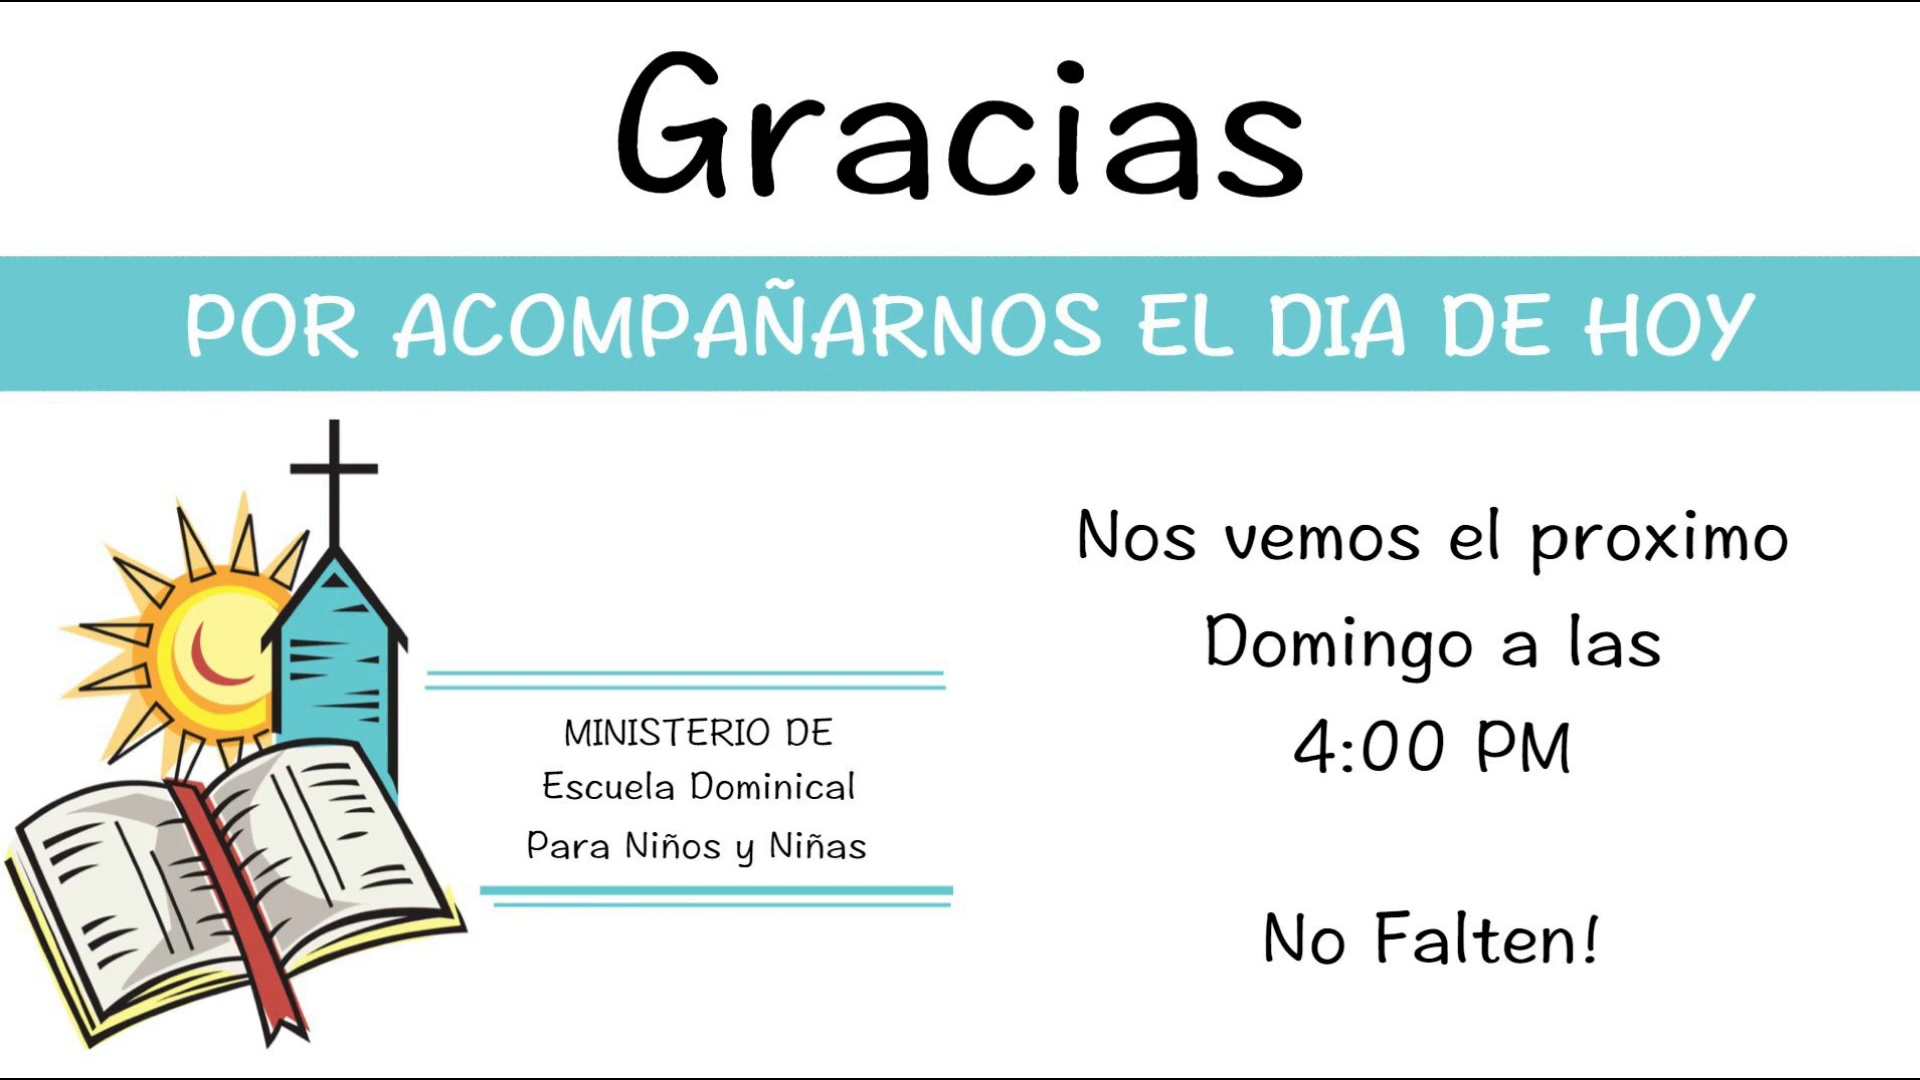 Gracias
POR ACOMPAÑARNOS EL DIA DE HOY
MINISTERIO DE
Escuela Dominical
Para Niños y Niñas
Nos vemos el proximo
Domingo a las
4:00 PM
No Falten!